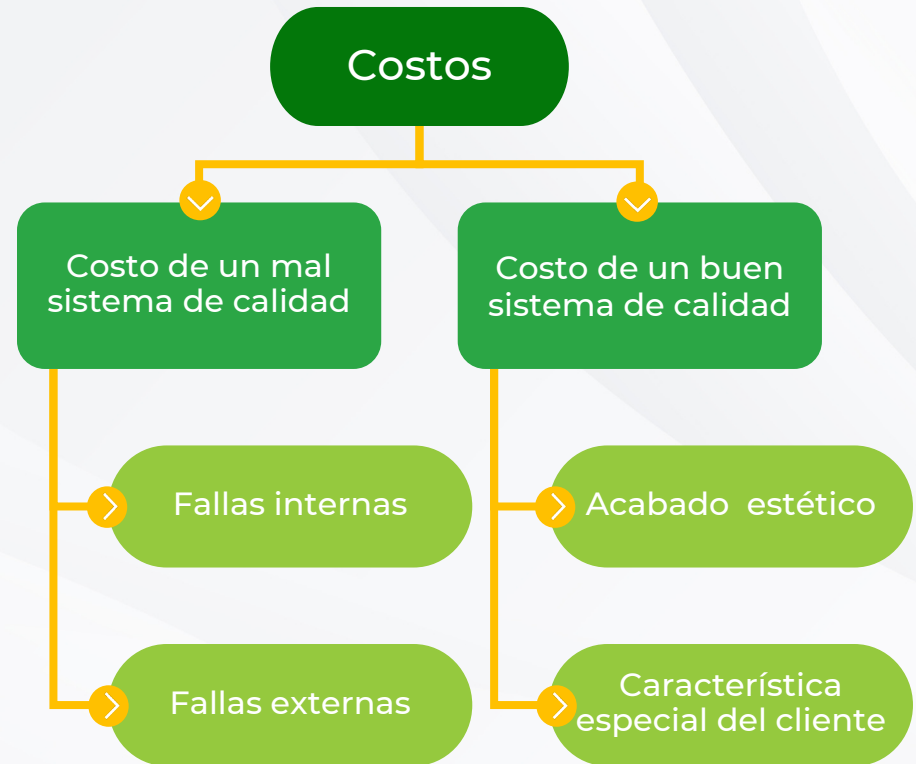 Costos
Costo de un mal
sistema de calidad
Costo de un buen
sistema de calidad
Fallas internas
Acabado estético
Fallas externas
Característica
especial del cliente